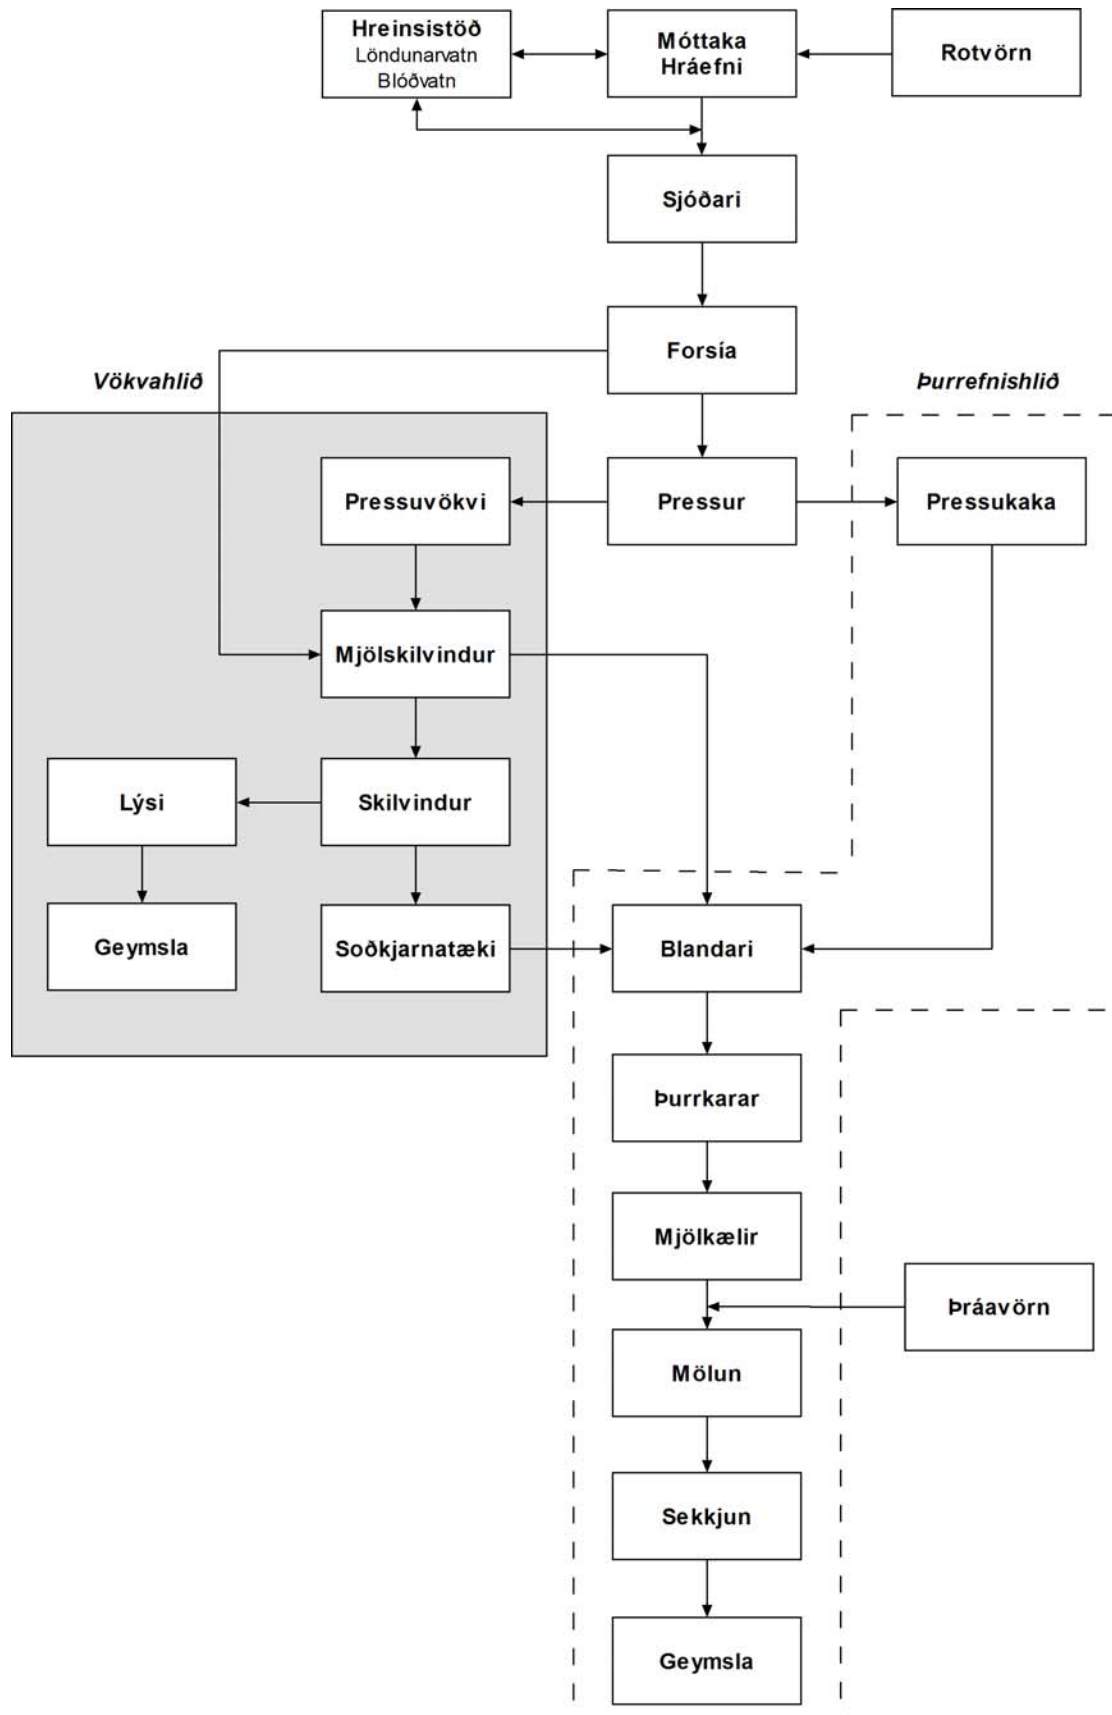 Hreinsistöð
Löndunarvatn
Blóðvatn
Móttaka
Hráefni
Rotvörn
Sjóðari
Forsía
Vökvahlið
Þurrefnishlið
Pressuvökvi
Pressur
Pressukaka
Mjölskilvindur
Lýsi
Skilvindur
Geymsla
Soðkjarnatæki
Blandari
Þurrkarar
Mjölkælir
Þráavörn
Mölun
Sekkjun
Geymsla